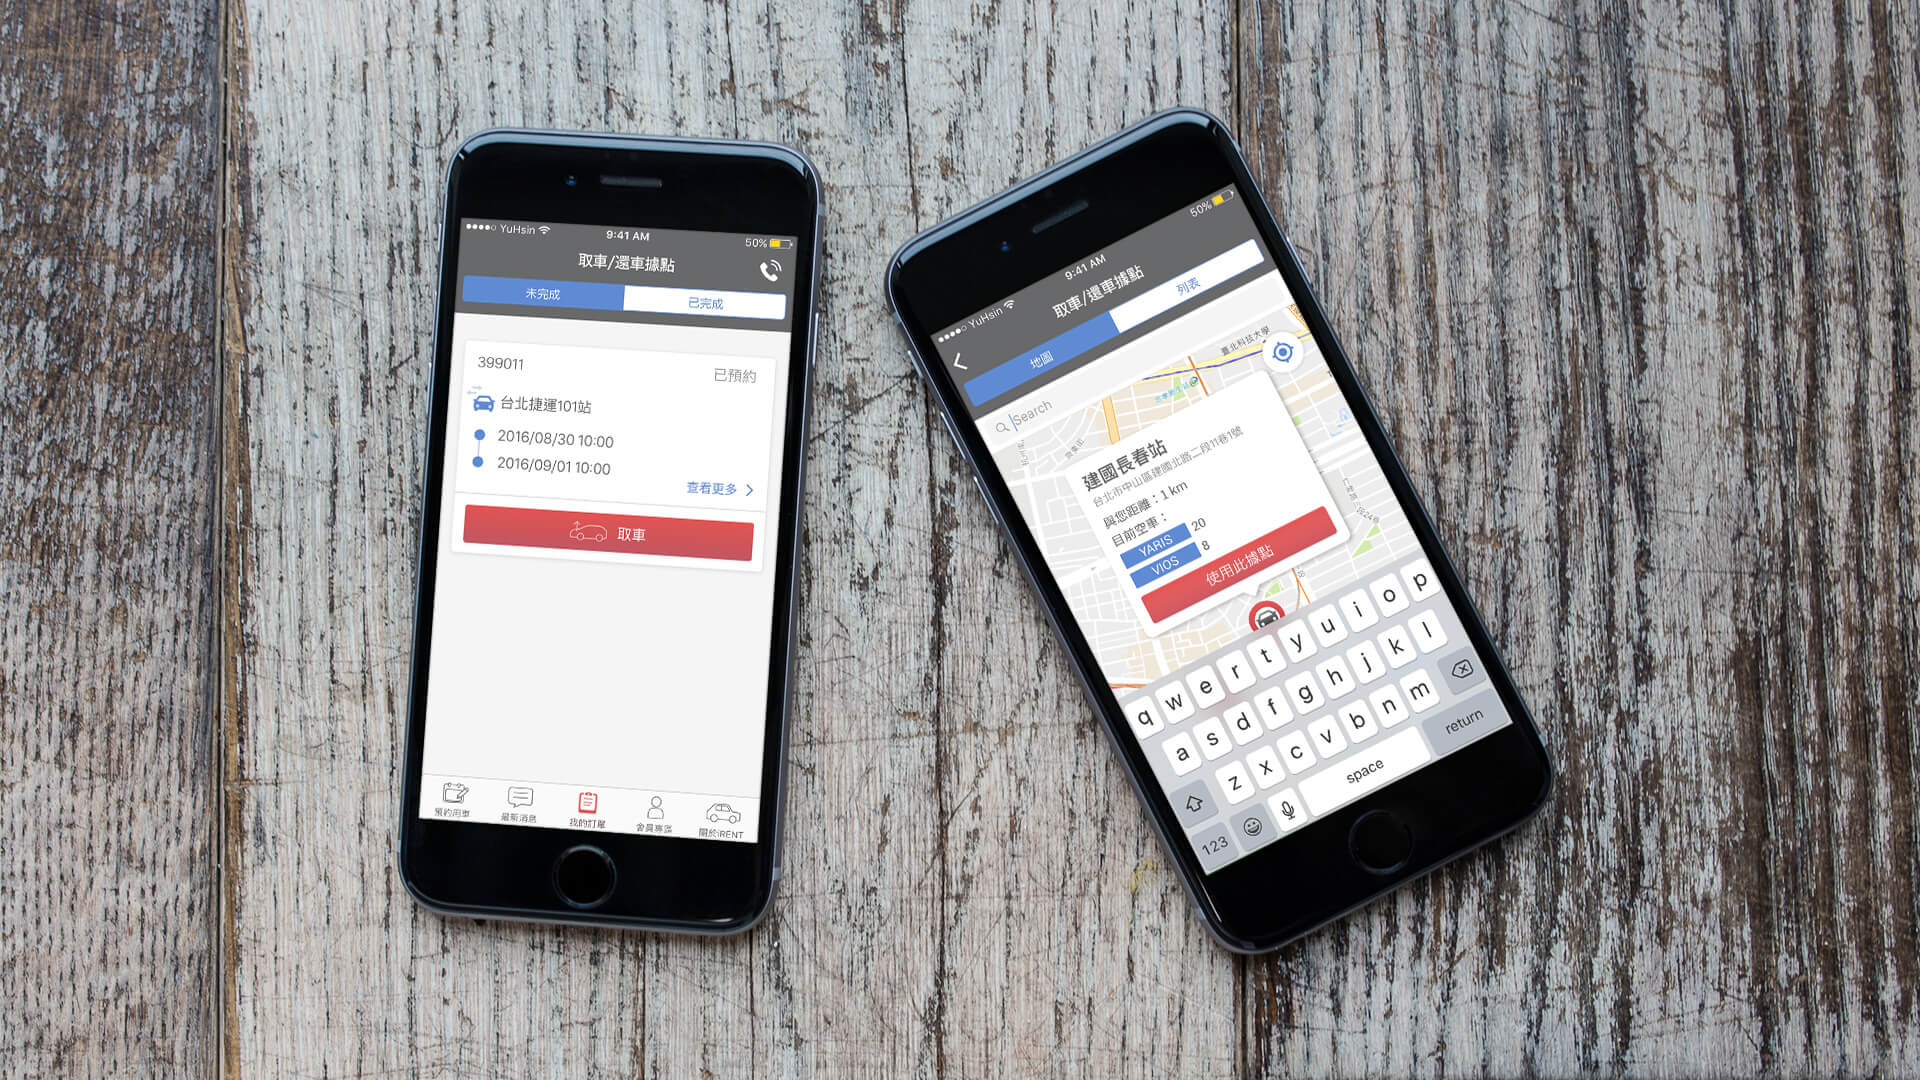 YuHsin
9:41 AM
50%
取車/還車據點
未完成
已完成
399011
已預約
台北捷運101站
2016/08/30 10:00
2016/09/01 10:00
查看更多
取車
預約用車
最新消息
我的訂單
會員專區
關於iRENT
YuHsin
9:41 AM
50%
取車/還車據點
地圖
列表
Search
臺北科技大學
建國長春站
台北市中山區建國北路二段11巷1號
與您距離：1 km
目前空車：
YARIS 20
VIOS 8
使用此據點
q w e r t y u i o p
a s d f g h j k l
z x c v b n m
123
space
return